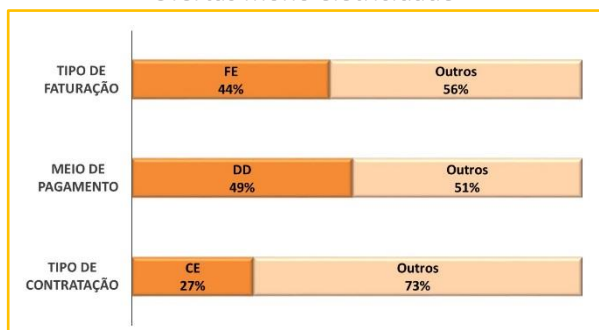 TIPO DE
FATURAÇÃO
FE
44%
Outros
56%
MEIO DE
PAGAMENTO
DD
49%
Outros
51%
TIPO DE
CONTRATAÇÃO
CE
27%
Outros
73%